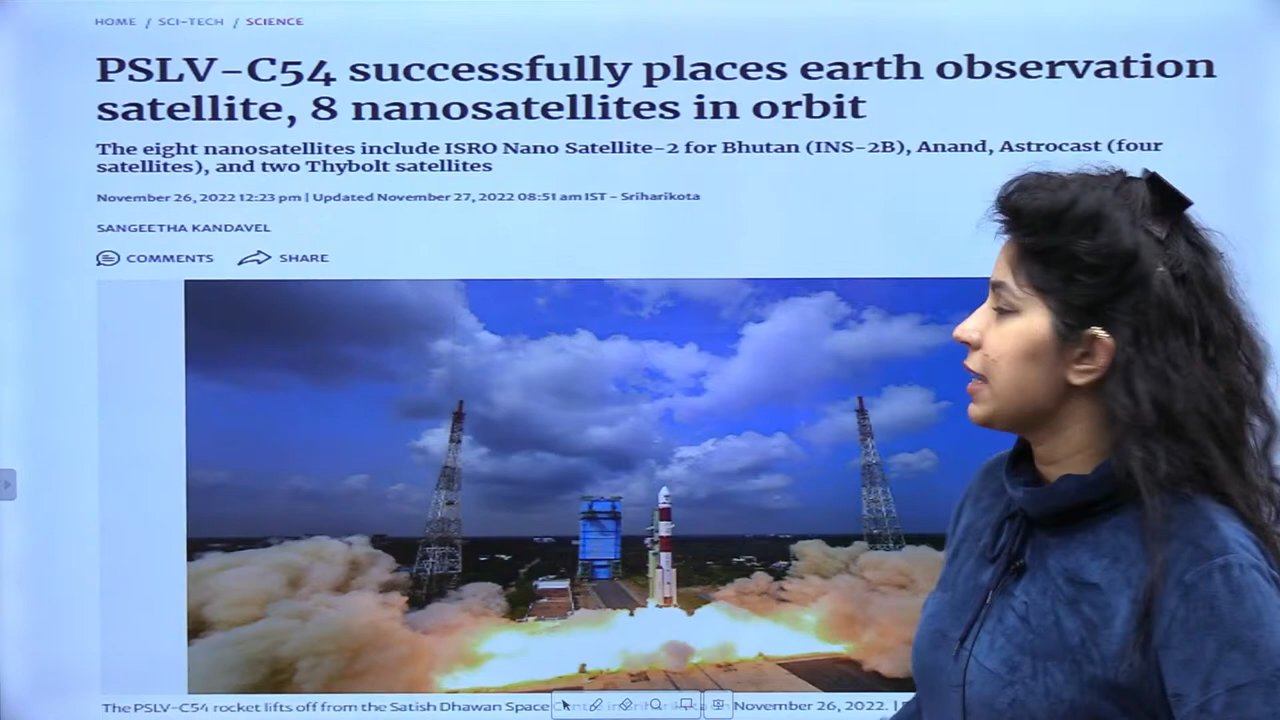 HOME / SCI-TECH / SCIENCE
PSLV-C54 successfully places earth observation
satellite, 8 nanosatellites in orbit
The eight nanosatellites include ISRO Nano Satellite-2 for Bhutan (INS-2B), Anand, Astrocast (four
satellites), and two Thybolt satellites
November 26, 2022 12:23 pm | Updated November 27, 2022 08:51 am IST - Sriharikota
SANGEETHA KANDAVEL
COMMENTS SHARE
The PSLV-C54 rocket lifts off from the Satish Dhawan Space November 26, 2022. |